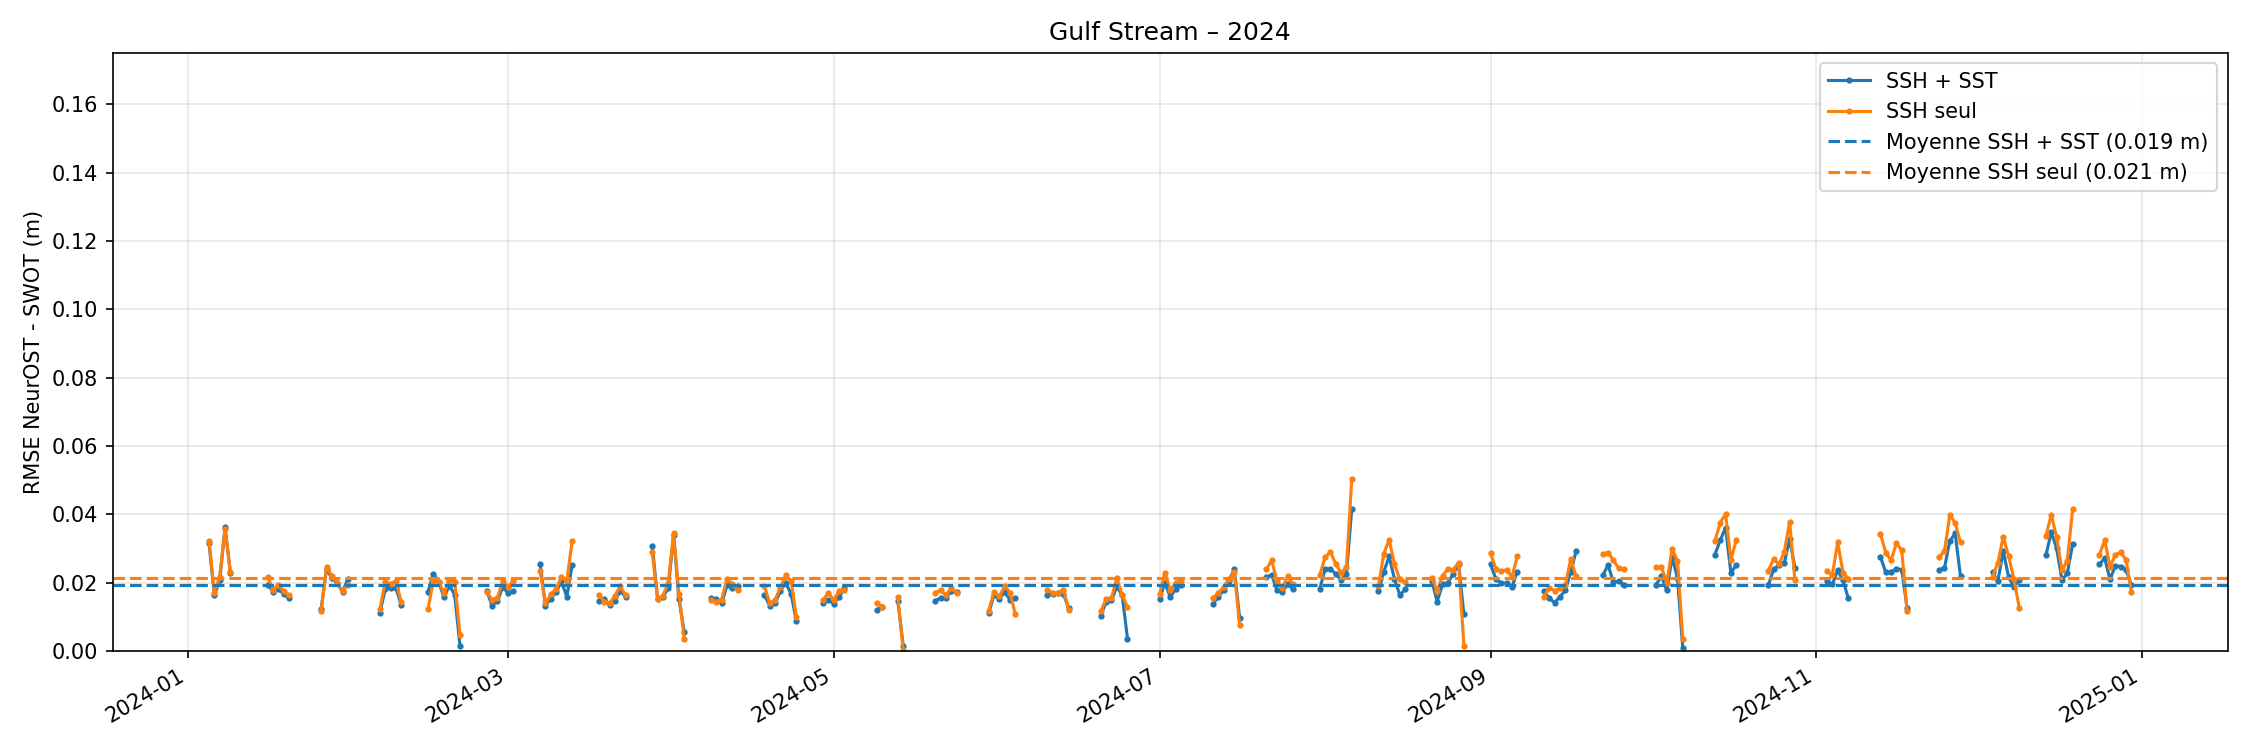 Gulf Stream – 2024
RMSE NeurOST - SWOT (m)
0.16
0.14
0.12
0.10
0.08
0.06
0.04
0.02
0.00
SSH + SST
SSH seul
Moyenne SSH + SST (0.019 m)
Moyenne SSH seul (0.021 m)
2024-01
2024-03
2024-05
2024-07
2024-09
2024-11
2025-01